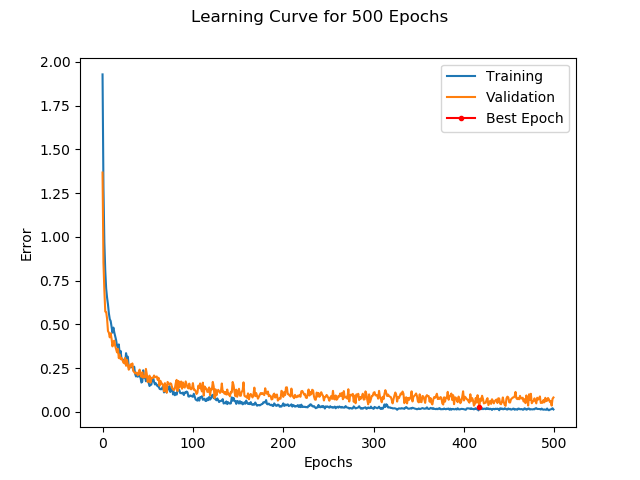 Learning Curve for 500 Epochs
2.00
1.75
1.50
1.25
1.00
0.75
0.50
0.25
0.00
Error
Training
Validation
Best Epoch
0 100 200 300 400 500
Epochs